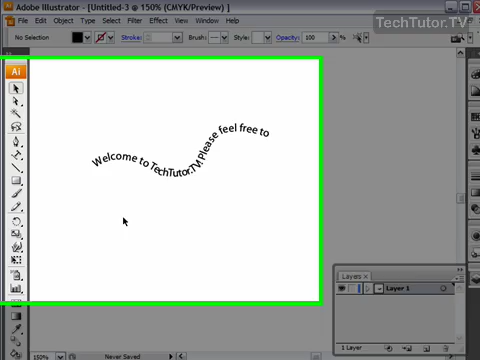 Adobe Illustrator - [Untitled-3 @ 150% (CMYK/Preview) ]
TechTutor.TV
File Edit Object Type Select Filter Effect View Window Help
No Selection Stroke: Brush: Style: Opacity: 100 %
Ai
Welcome to TechTutor.TV! Please feel free to
Layers
Layer 1
1 Layer
150% Never Saved